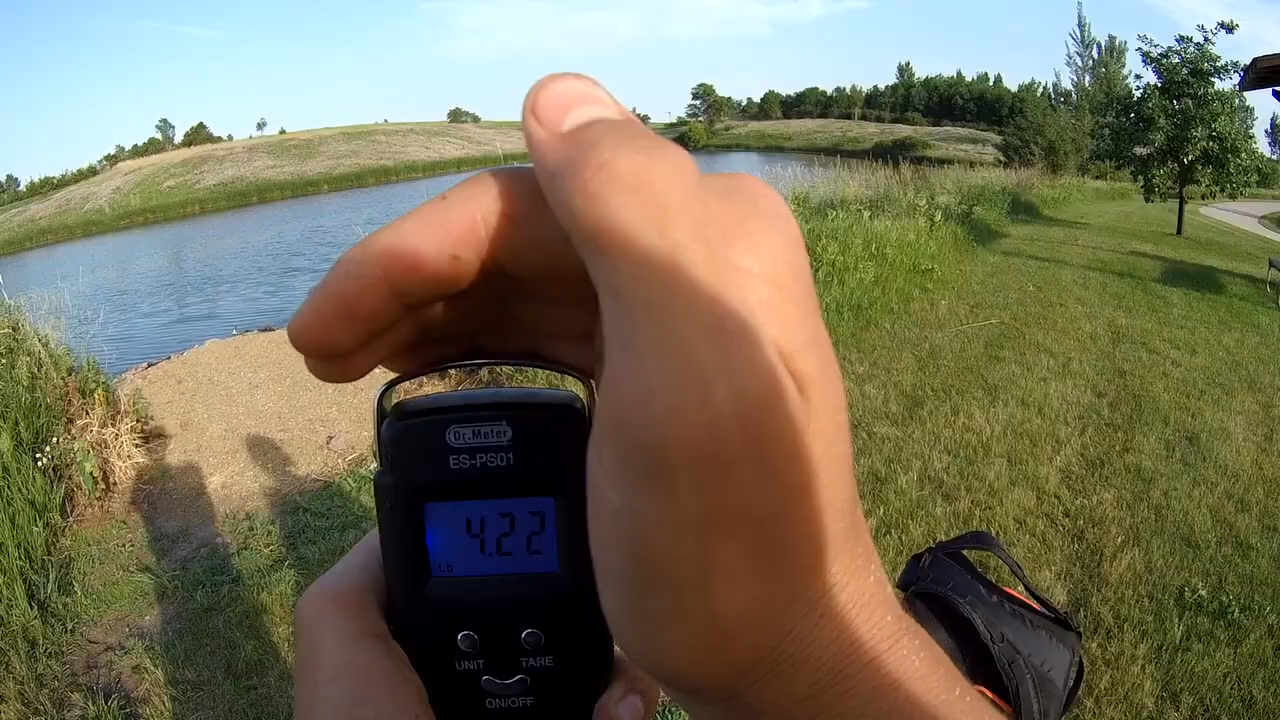 Dr.Meter
ES-PS01
4.22
Lb
UNIT TARE
ON/OFF